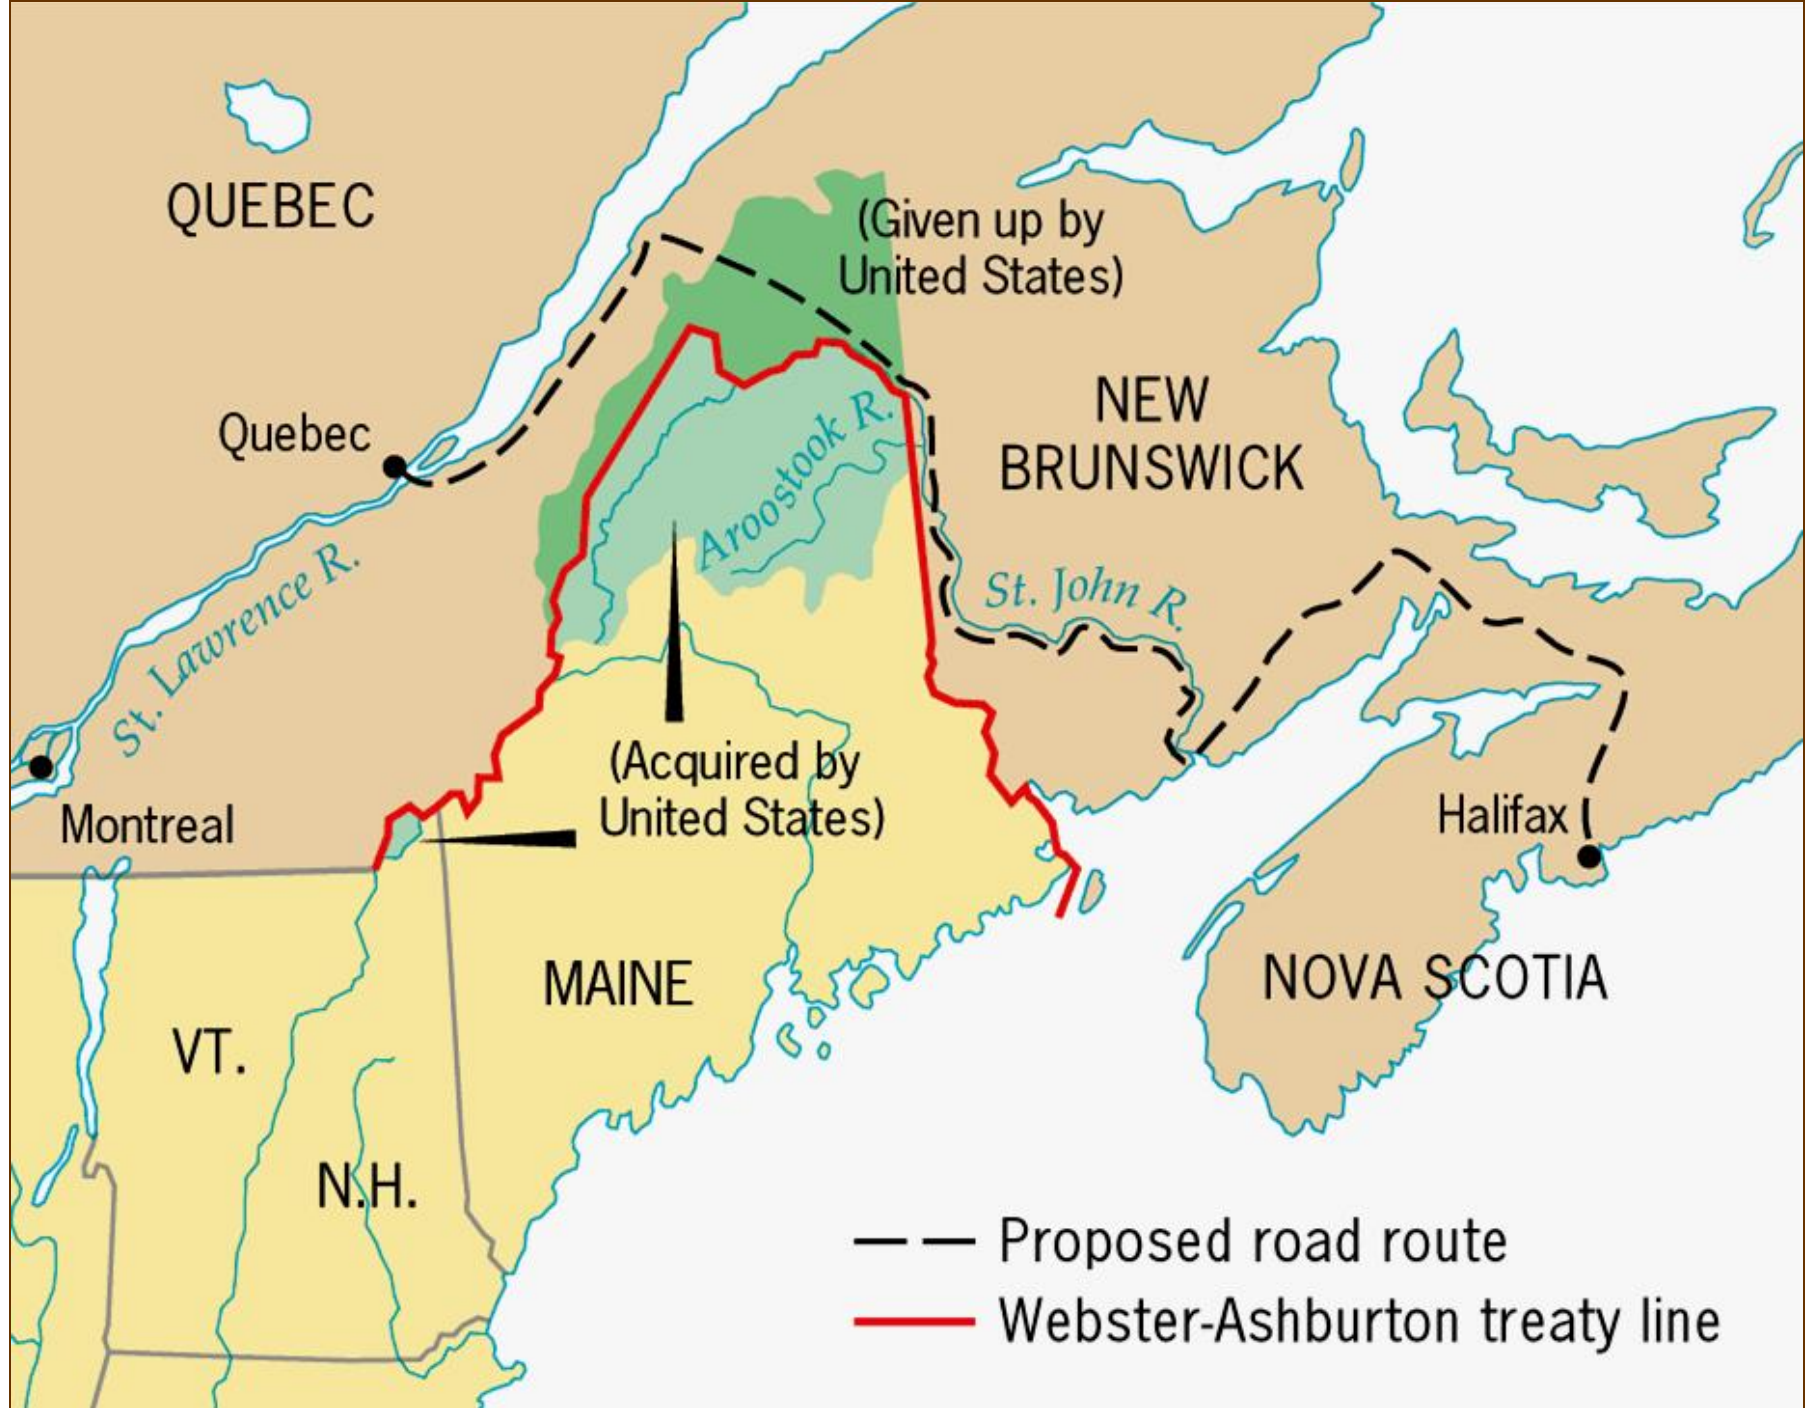 QUEBEC
(Given up by
United States)
NEW
BRUNSWICK
Quebec
Aroostook R.
St. Lawrence R.
St. John R.
(Acquired by
United States)
Montreal
Halifax
MAINE
NOVA SCOTIA
VT.
N.H.
Proposed road route
Webster-Ashburton treaty line